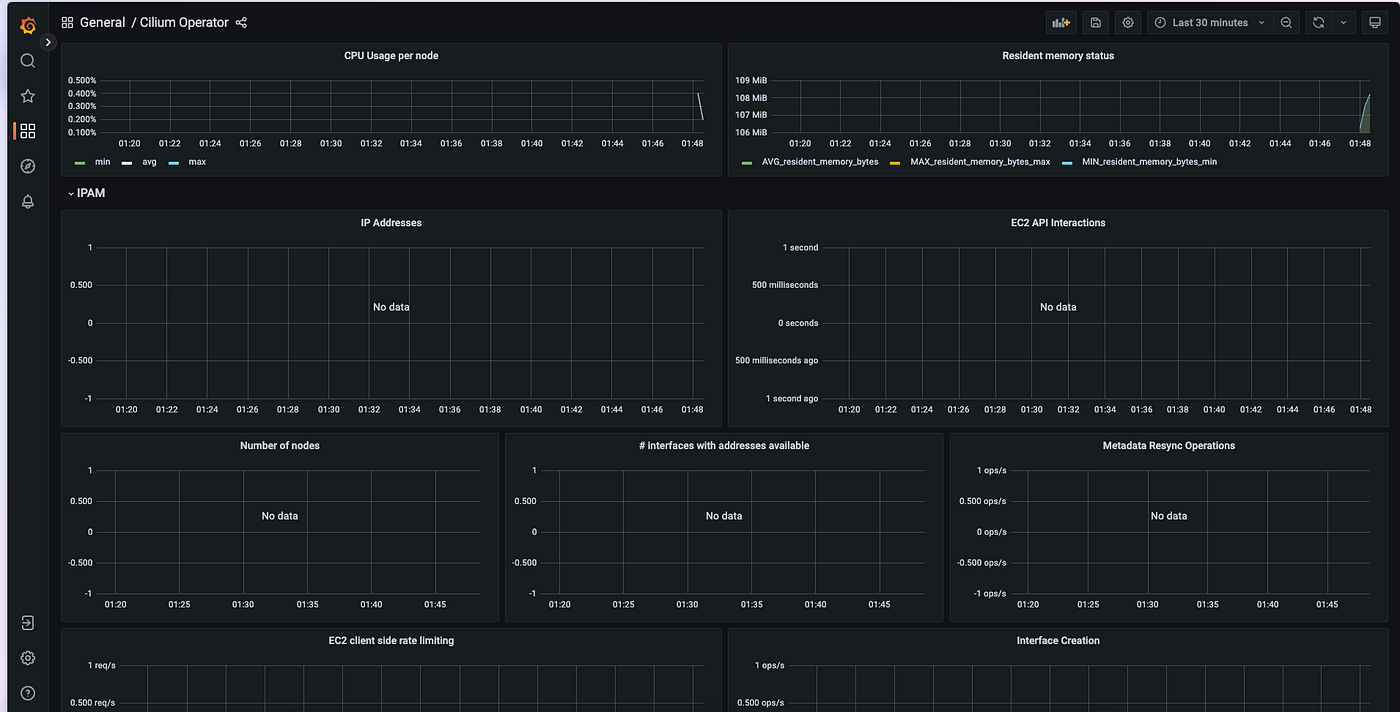 General / Cilium Operator
Last 30 minutes
CPU Usage per node
0.500%
0.400%
0.300%
0.200%
0.100%
01:20 01:22 01:24 01:26 01:28 01:30 01:32 01:34 01:36 01:38 01:40 01:42 01:44 01:46 01:48
min avg max
Resident memory status
109 MiB
108 MiB
107 MiB
106 MiB
01:20 01:22 01:24 01:26 01:28 01:30 01:32 01:34 01:36 01:38 01:40 01:42 01:44 01:46 01:48
AVG_resident_memory_bytes MAX_resident_memory_bytes_max MIN_resident_memory_bytes_min
IPAM
IP Addresses
1
0.500
0
-0.500
-1
No data
01:20 01:22 01:24 01:26 01:28 01:30 01:32 01:34 01:36 01:38 01:40 01:42 01:44 01:46 01:48
EC2 API Interactions
1 second
500 milliseconds
0 seconds
500 milliseconds ago
1 second ago
No data
01:20 01:22 01:24 01:26 01:28 01:30 01:32 01:34 01:36 01:38 01:40 01:42 01:44 01:46 01:48
Number of nodes
1
0.500
0
-0.500
-1
No data
01:20 01:25 01:30 01:35 01:40 01:45
# interfaces with addresses available
1
0.500
0
-0.500
-1
No data
01:20 01:25 01:30 01:35 01:40 01:45
Metadata Resync Operations
1 ops/s
0.500 ops/s
0 ops/s
-0.500 ops/s
-1 ops/s
No data
01:20 01:25 01:30 01:35 01:40 01:45
EC2 client side rate limiting
1 req/s
0.500 req/s
Interface Creation
1 ops/s
0.500 ops/s